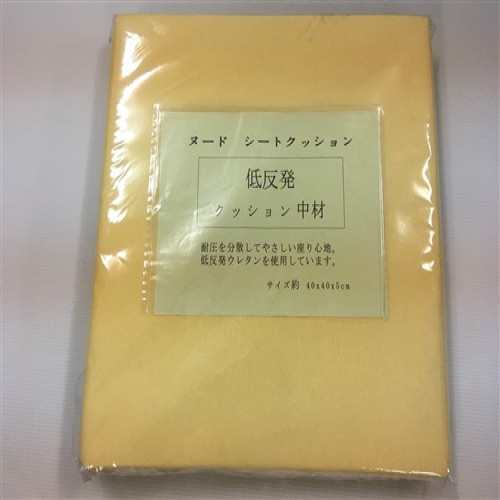 ヌード シートクッション
低反発
クッション 中材
耐圧を分散してやさしい座り心地。
低反発ウレタンを使用しています。
サイズ約 40x40x5cm